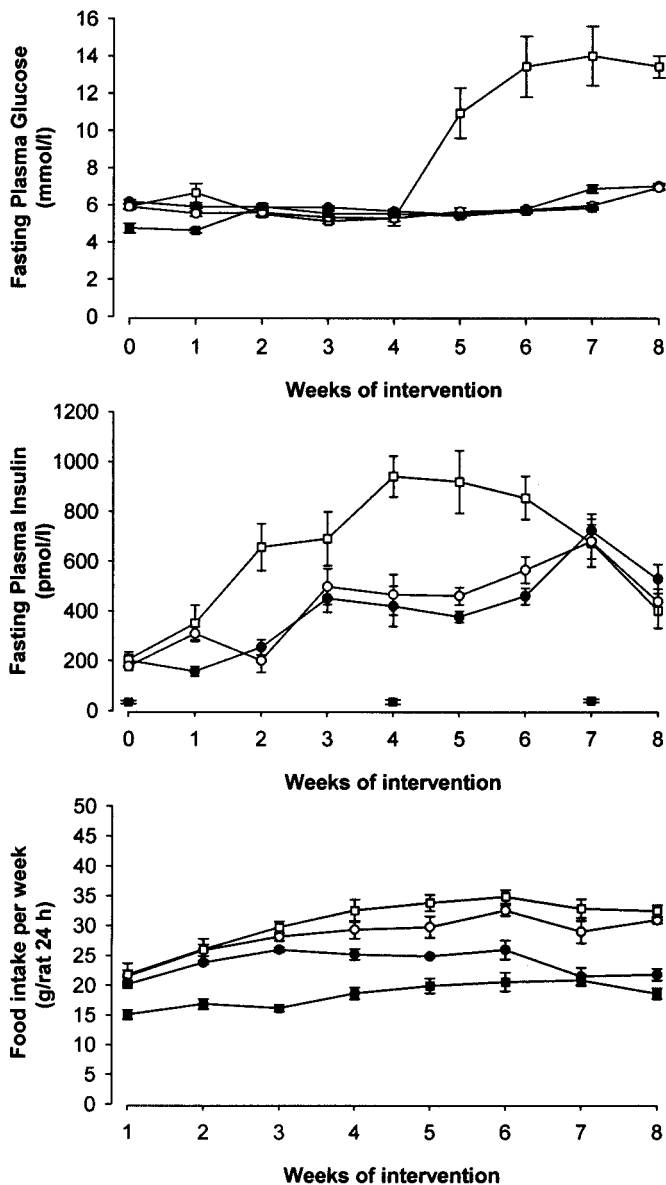 Fasting Plasma Glucose
(mmol/l)
16
14
12
10
8
6
4
2
0
0 1 2 3 4 5 6 7 8
Weeks of intervention
Fasting Plasma Insulin
(pmol/l)
1200
1000
800
600
400
200
0
0 1 2 3 4 5 6 7 8
Weeks of intervention
Food intake per week
(g/rat 24 h)
50
45
40
35
30
25
20
15
10
5
0
1 2 3 4 5 6 7 8
Weeks of intervention